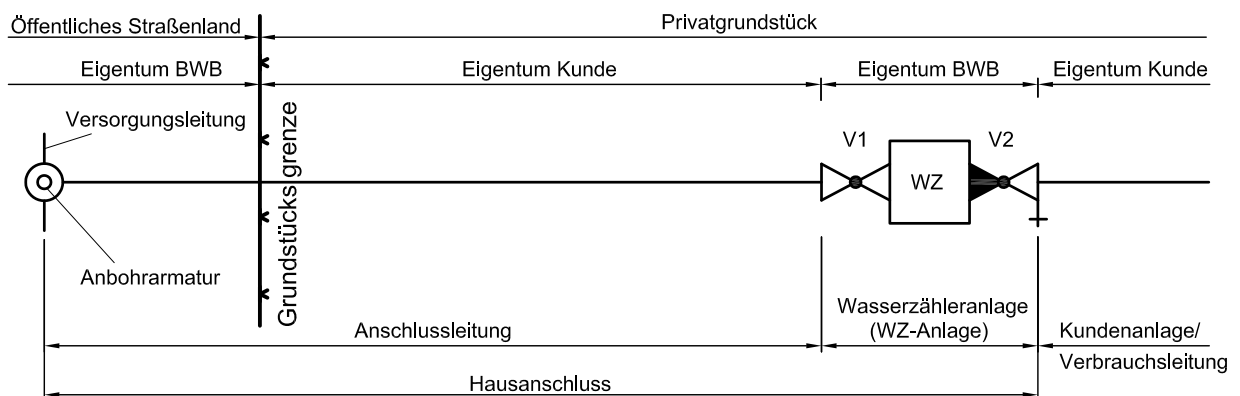 Öffentliches Straßenland
Privatgrundstück
Eigentum BWB
Eigentum Kunde
Eigentum BWB
Eigentum Kunde
Versorgungsleitung
Grundstücksgrenze
V1
V2
WZ
Anbohrarmatur
Anschlussleitung
Wasserzähleranlage
(WZ-Anlage)
Kundenanlage/
Verbrauchsleitung
Hausanschluss